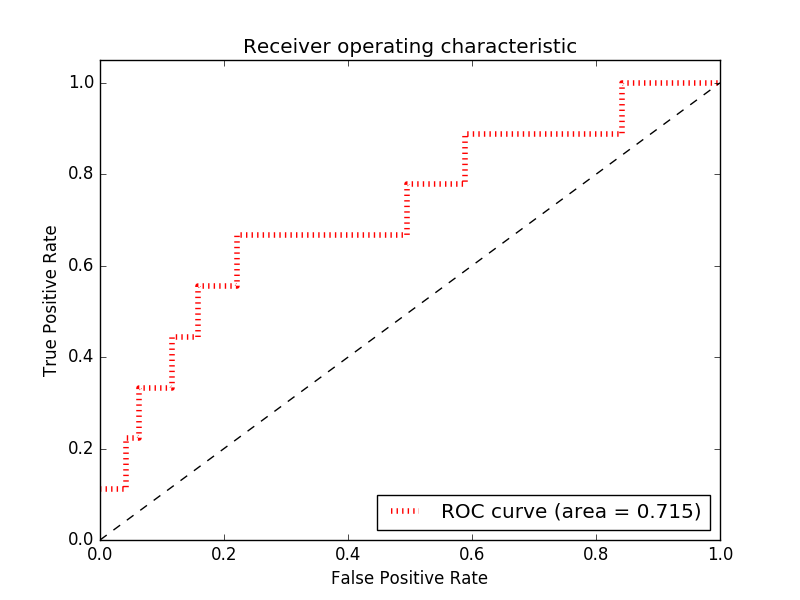 Receiver operating characteristic
1.0
0.8
0.6
0.4
0.2
0.0
True Positive Rate
ROC curve (area = 0.715)
0.0 0.2 0.4 0.6 0.8 1.0
False Positive Rate